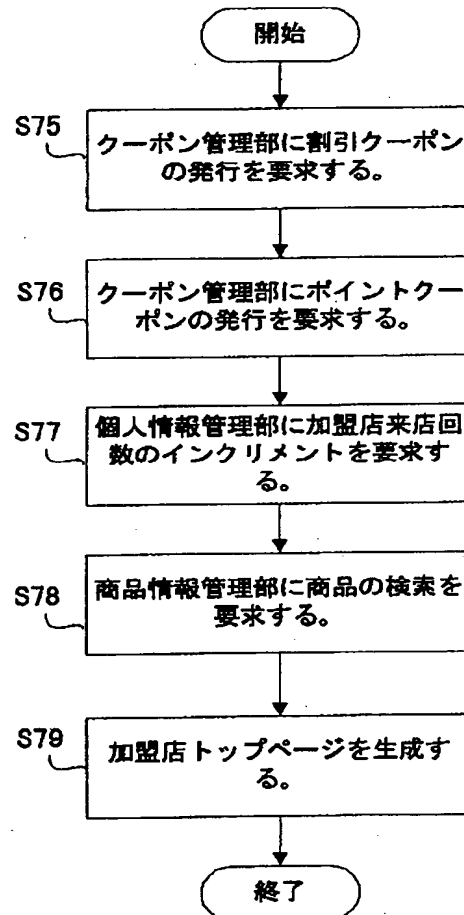 開始
S75
クーポン管理部に割引クーポン
の発行を要求する。
S76
クーポン管理部にポイントクー
ポンの発行を要求する。
S77
個人情報管理部に加盟店来店回
数のインクリメントを要求す
る。
S78
商品情報管理部に商品の検索を
要求する。
S79
加盟店トップページを生成す
る。
終了